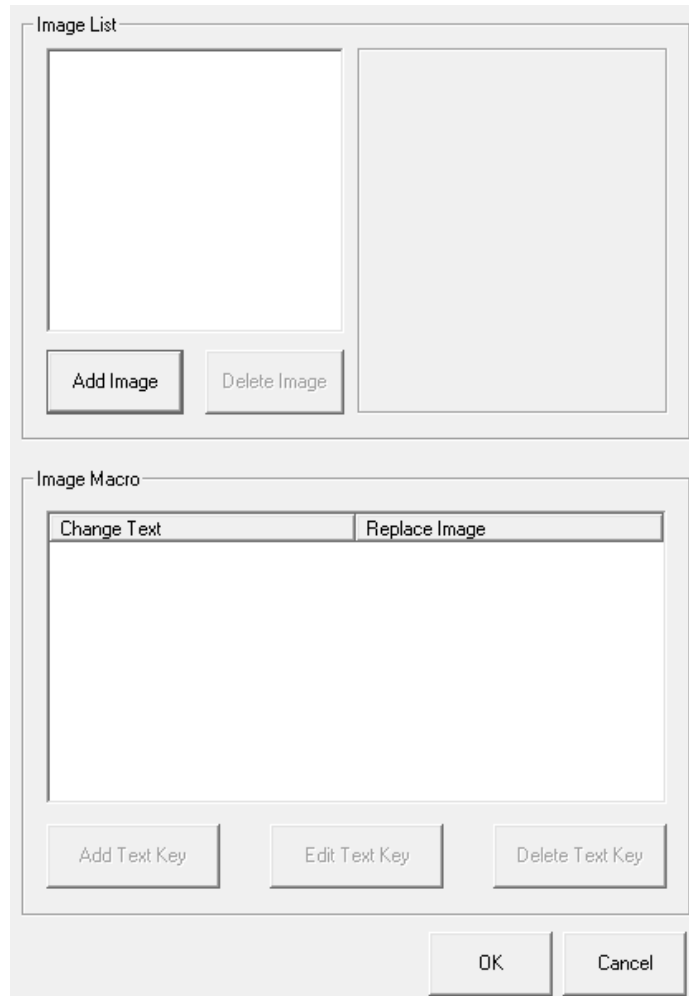 Image List
Add Image
Delete Image
Image Macro
Change Text
Replace Image
Add Text Key
Edit Text Key
Delete Text Key
OK
Cancel